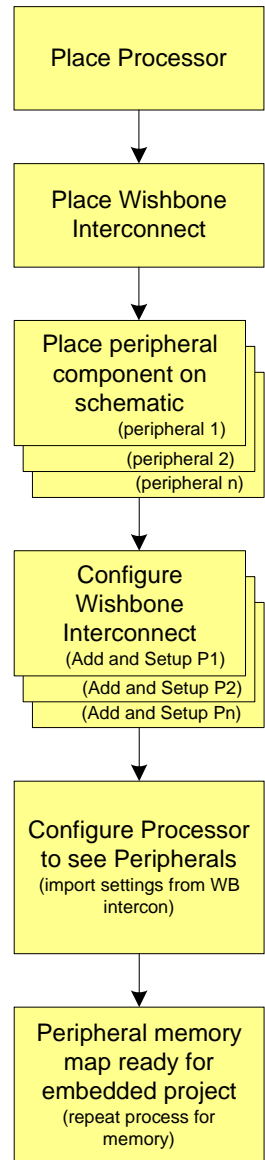 Place Processor
Place Wishbone
Interconnect
Place peripheral
component on
schematic
(peripheral 1)
(peripheral 2)
(peripheral n)
Configure
Wishbone
Interconnect
(Add and Setup P1)
(Add and Setup P2)
(Add and Setup Pn)
Configure Processor
to see Peripherals
(import settings from WB
intercon)
Peripheral memory
map ready for
embedded project
(repeat process for
memory)